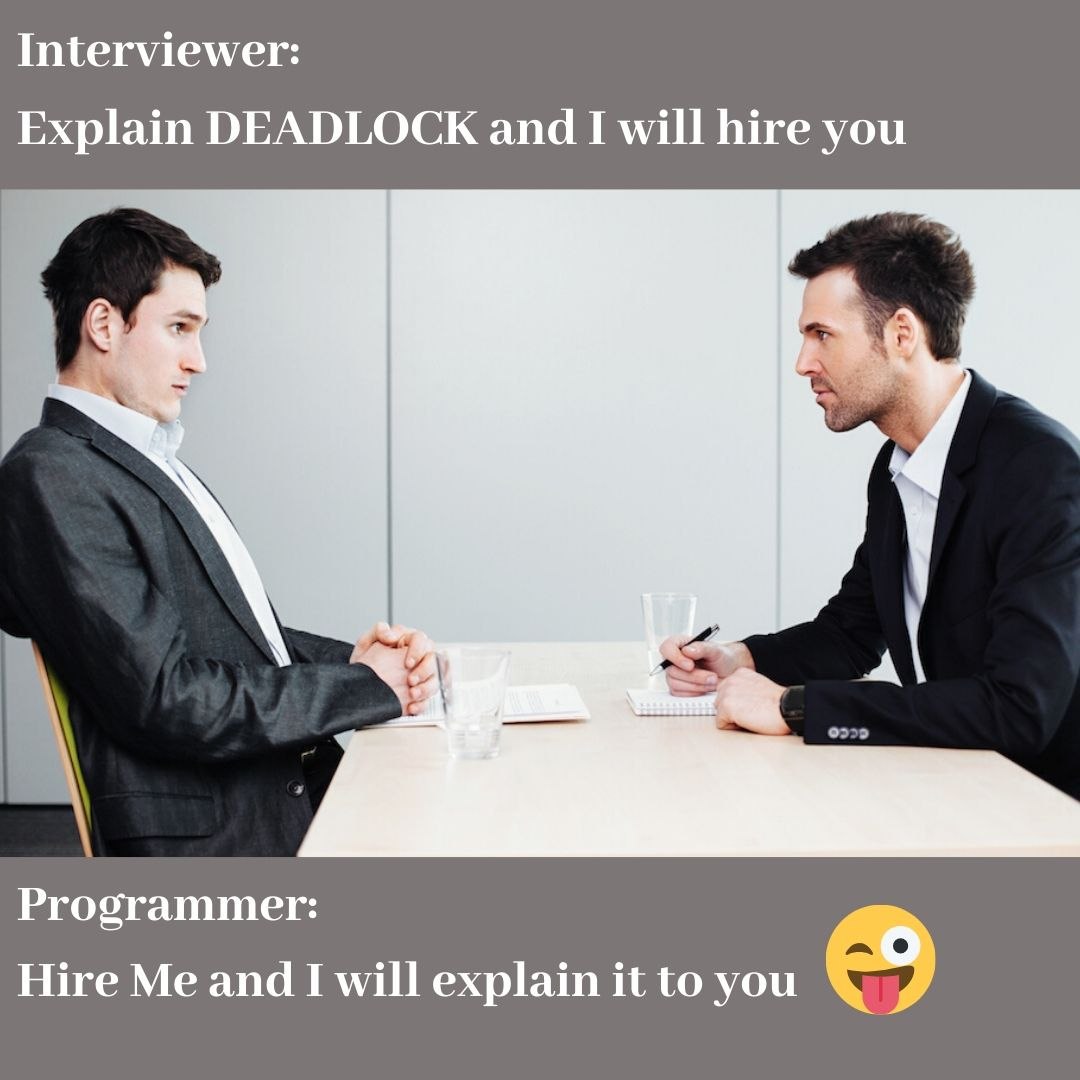 Interviewer:
Explain DEADLOCK and I will hire you
Programmer:
Hire Me and I will explain it to you